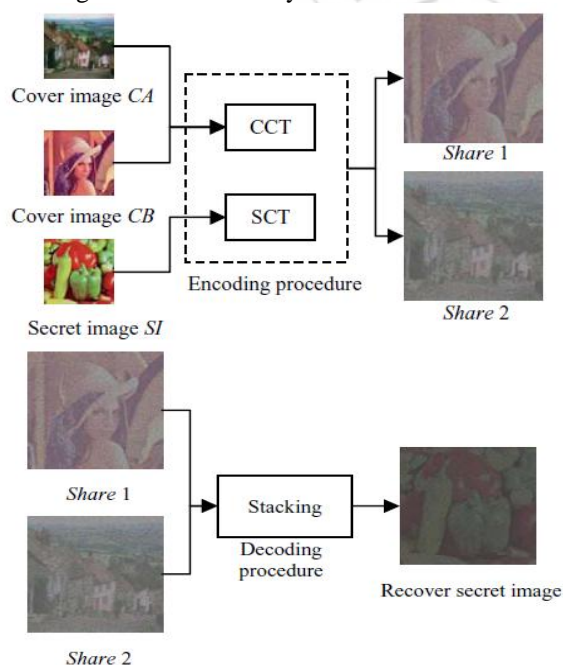 Cover image CA
CCT
Share 1
Cover image CB
SCT
Encoding procedure
Secret image SI
Share 2
Share 1
Stacking
Decoding
procedure
Recover secret image
Share 2